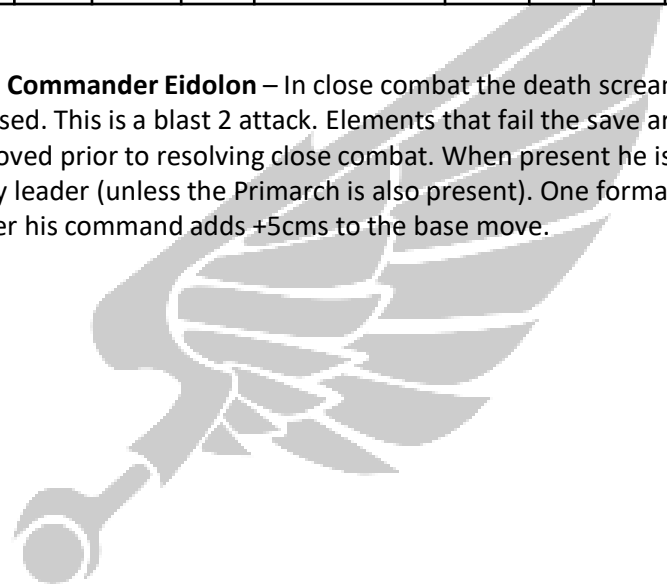 Commander Eidolon – In close combat the death scream
sed. This is a blast 2 attack. Elements that fail the save ar
oved prior to resolving close combat. When present he is
y leader (unless the Primarch is also present). One forma
er his command adds +5cms to the base move.